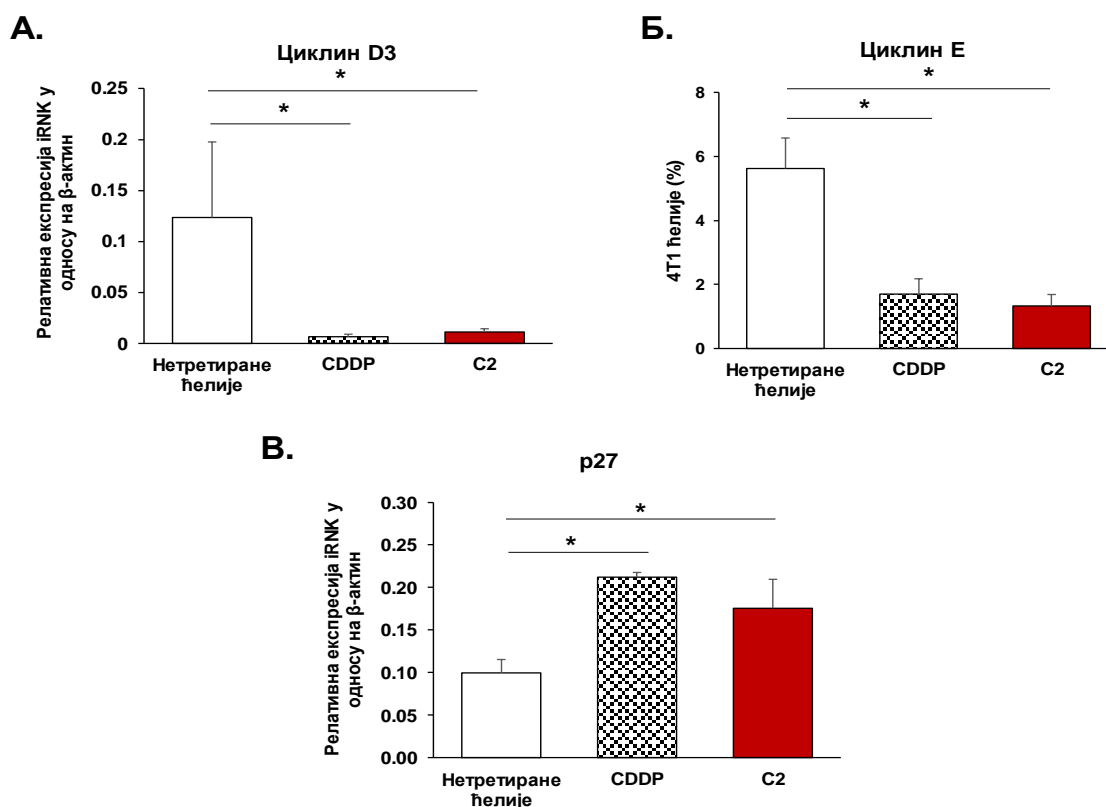 А.
Циклин D3
*
*
0.25
0.2
0.15
0.1
0.05
0
Релативна експресија iRNK у
односу на β-актин
Нетретиране
ћелије
CDDP
C2
Б.
Циклин Е
*
*
8
6
4
2
0
4T1 ћелије (%)
Нетретиране
ћелије
CDDP
C2
В.
p27
*
*
0.30
0.25
0.20
0.15
0.10
0.05
0.00
Релативна експресија iRNK у
односу на β-актин
Нетретиране
ћелије
CDDP
C2